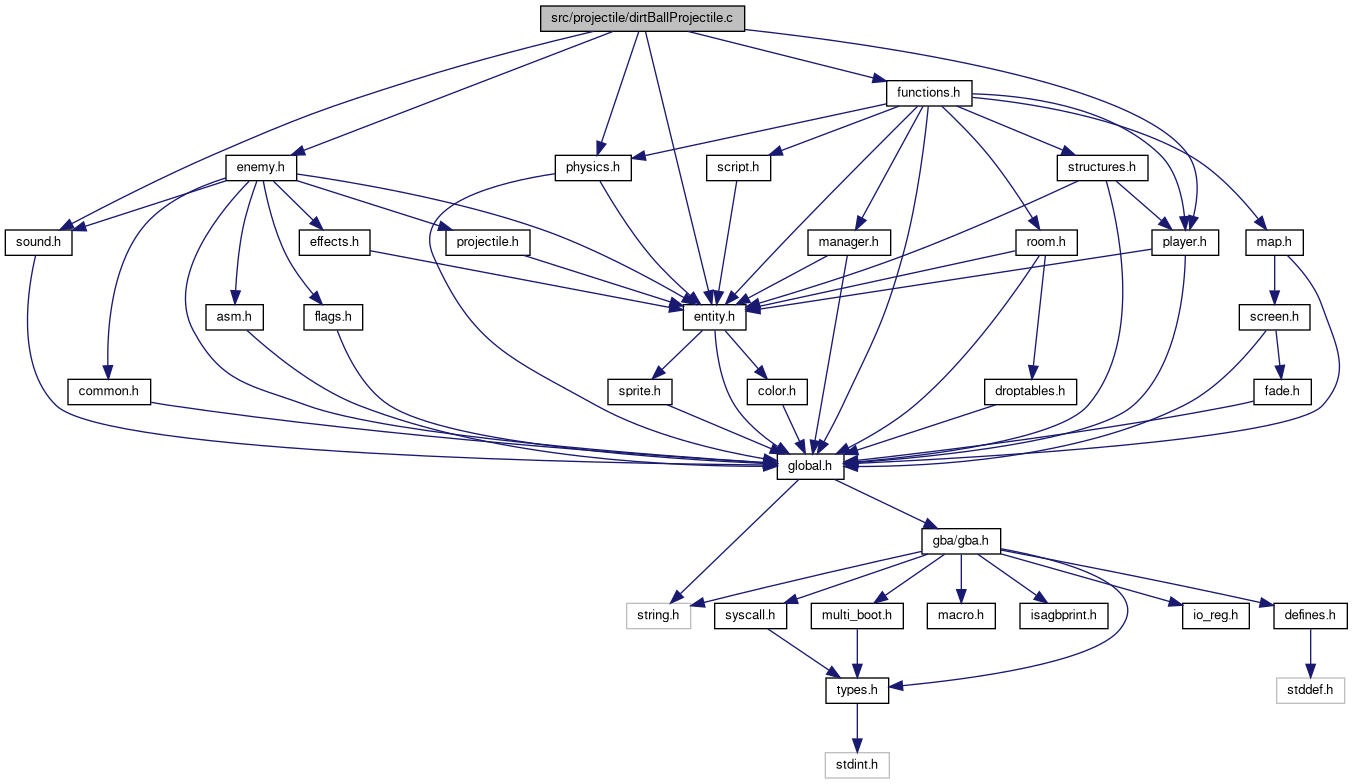 src/projectile/dirtBallProjectile.c
functions.h
enemy.h
physics.h
script.h
structures.h
sound.h
effects.h
projectile.h
manager.h
room.h
player.h
map.h
asm.h
flags.h
entity.h
screen.h
common.h
sprite.h
color.h
droptables.h
fade.h
global.h
gba/gba.h
string.h
syscall.h
multi_boot.h
macro.h
isagbprint.h
io_reg.h
defines.h
types.h
stddef.h
stdint.h